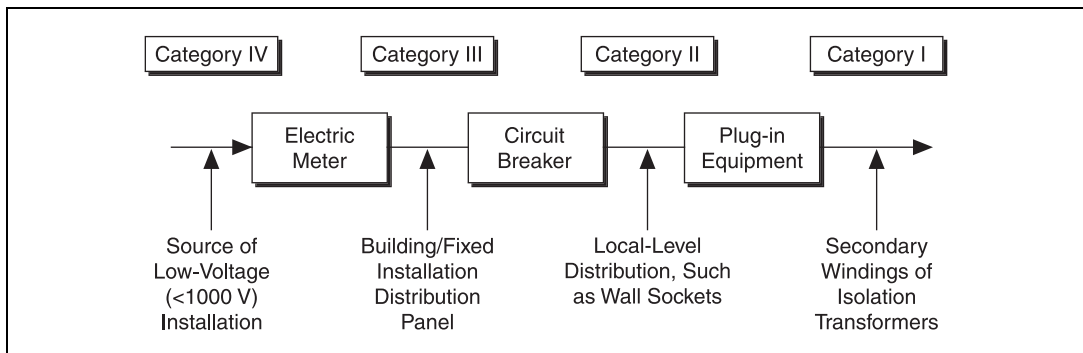 Category IV
Category III
Category II
Category I
Electric
Meter
Circuit
Breaker
Plug-in
Equipment
Source of
Low-Voltage
(<1000 V)
Installation
Building/Fixed
Installation
Distribution
Panel
Local-Level
Distribution, Such
as Wall Sockets
Secondary
Windings of
Isolation
Transformers